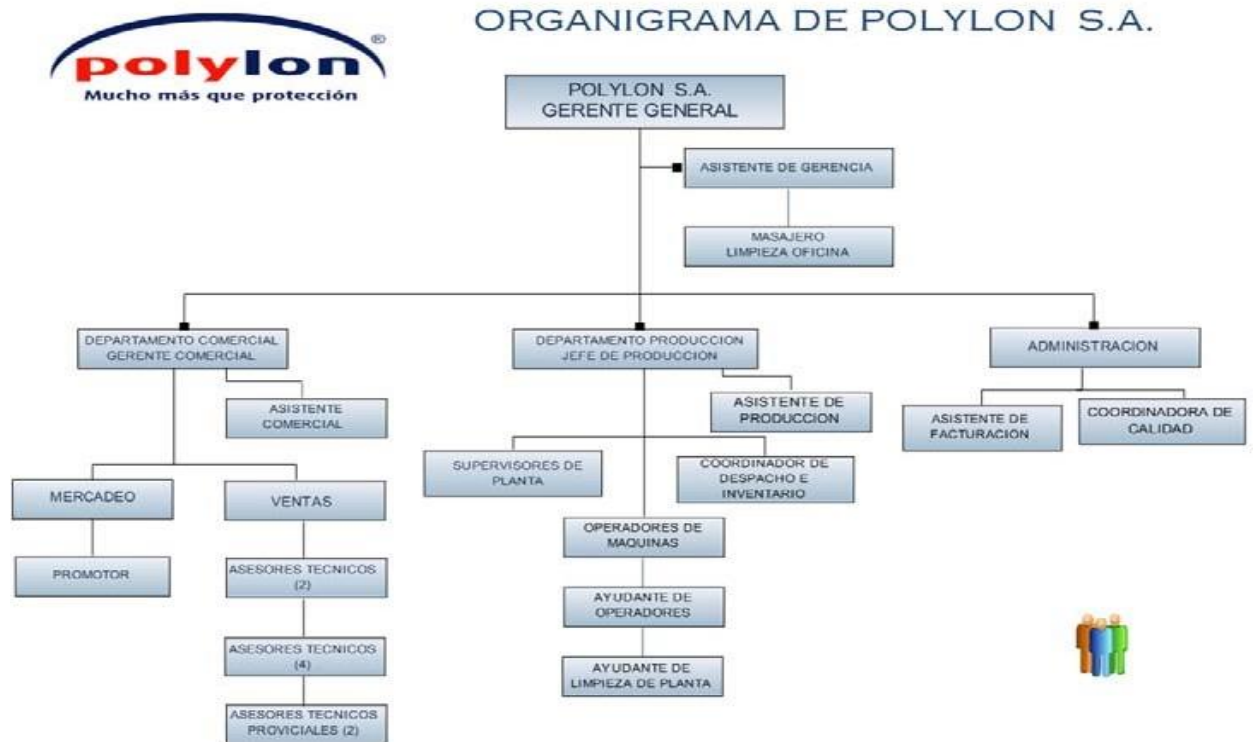 ORGANIGRAMA DE POLYLON S.A.
polylon®
Mucho más que protección
POLYLON S.A.
GERENTE GENERAL
ASISTENTE DE GERENCIA
MASAJERO
LIMPIEZA OFICINA
DEPARTAMENTO COMERCIAL
GERENTE COMERCIAL
ASISTENTE
COMERCIAL
MERCADEO
PROMOTOR
VENTAS
ASESORES TECNICOS
(2)
ASESORES TECNICOS
(4)
ASESORES TECNICOS
PROVICIALES (2)
DEPARTAMENTO PRODUCCION
JEFE DE PRODUCCION
ASISTENTE DE
PRODUCCION
SUPERVISORES DE
PLANTA
COORDINADOR DE
DESPACHO E
INVENTARIO
OPERADORES DE
MAQUINAS
AYUDANTE DE
OPERADORES
AYUDANTE DE
LIMPIEZA DE PLANTA
ADMINISTRACION
ASISTENTE DE
FACTURACION
COORDINADORA DE
CALIDAD